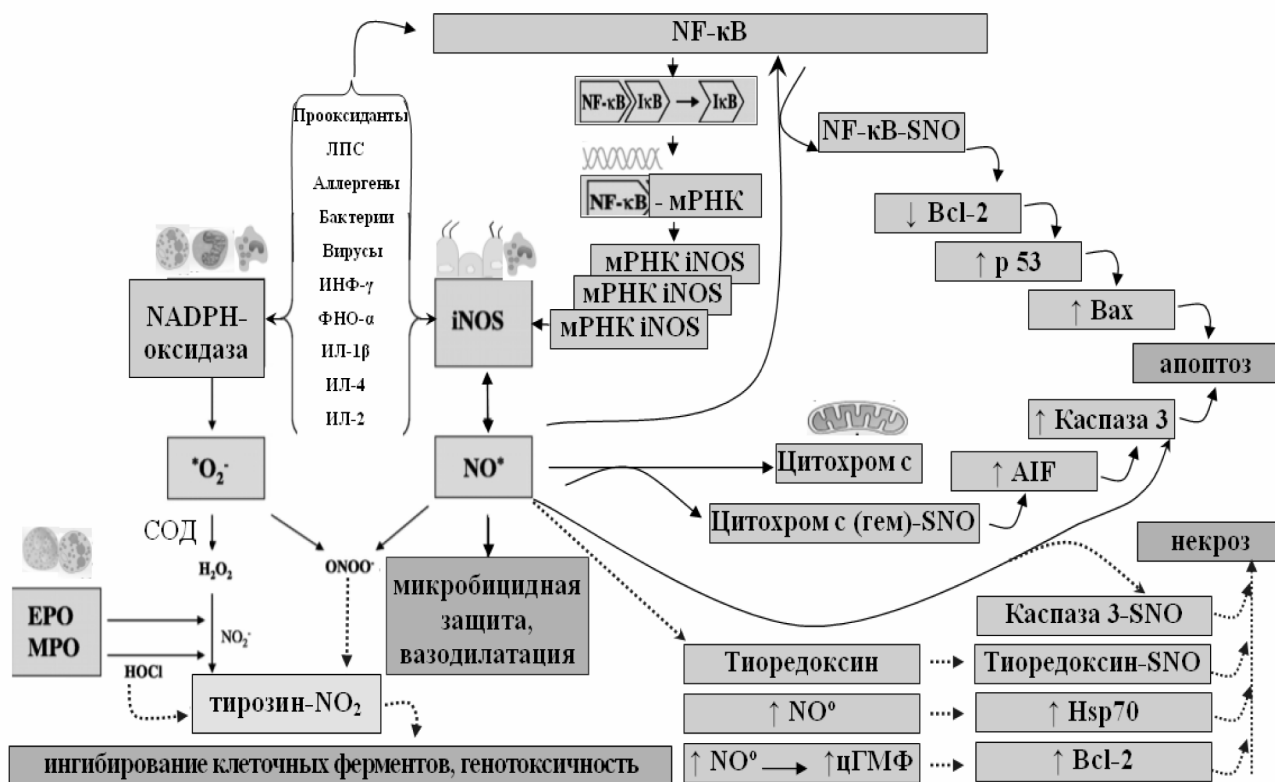 NF-κB
NF-κB IκB → IκB
NF-κB - мРНК
мРНК iNOS
мРНК iNOS
мРНК iNOS
Прооксиданты
ЛПС
Аллергены
Бактерии
Вирусы
ИНФ-γ
ФНО-α
ИЛ-1β
ИЛ-4
ИЛ-2
NADPH-
оксидаза
iNOS
*O₂⁻
NO*
СОД
H₂O₂
ONOO⁻
EPO
MPO
NO₂⁻
HOCl
тирозин-NO₂
микробицидная
защита,
вазодилатация
ингибирование клеточных ферментов, генотоксичность
NF-κB-SNO
↓ Bcl-2
↑ p 53
↑ Bax
апоптоз
↑ Каспаза 3
↑ AIF
Цитохром с
Цитохром с (гем)-SNO
некроз
Каспаза 3-SNO
Тиоредоксин
Тиоредоксин-SNO
↑ NO⁰
↑ Hsp70
↑ NO⁰ → ↑цГМФ
↑ Bcl-2